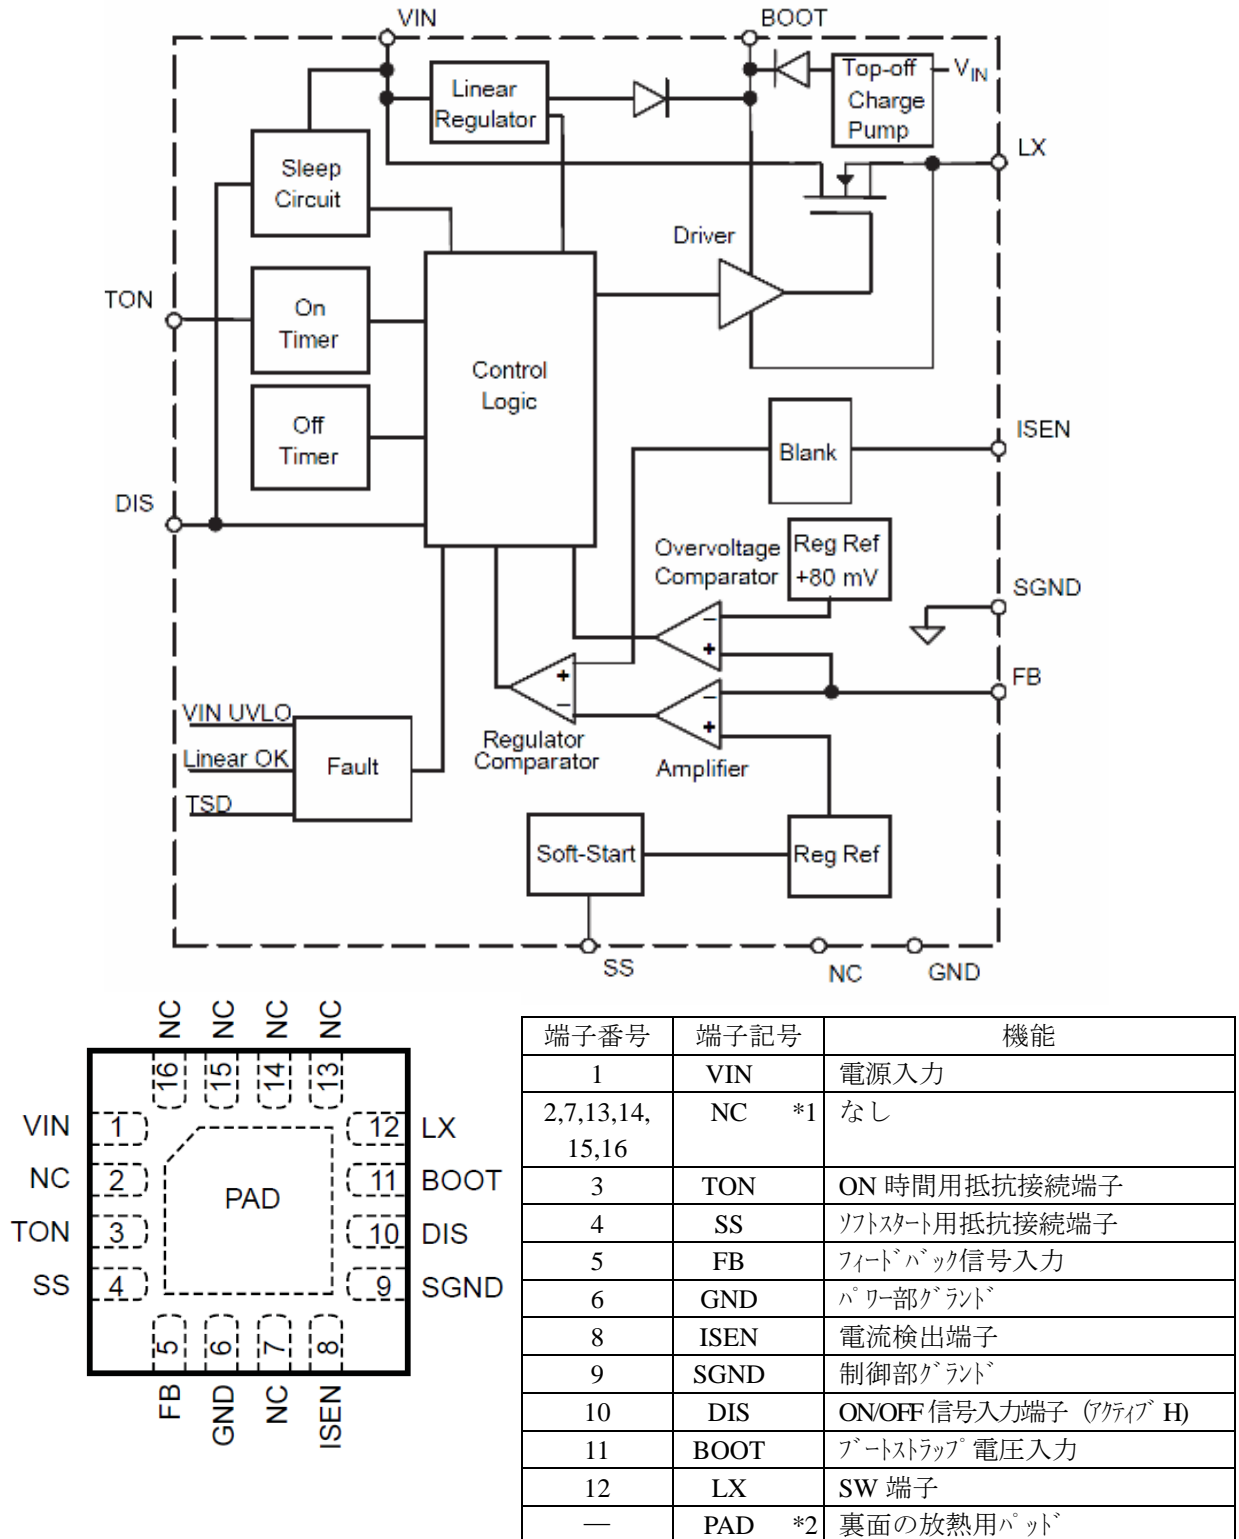 VIN
BOOT
Linear
Regulator
Top-off
Charge
Pump
VIN
LX
Sleep
Circuit
Driver
TON
On
Timer
Control
Logic
Off
Timer
ISEN
Blank
DIS
Overvoltage
Comparator
Reg Ref
+80 mV
SGND
−
+
FB
+
−
−
+
VIN UVLO
Linear OK
TSD
Fault
Regulator
Comparator
Amplifier
Soft-Start
Reg Ref
SS
NC
GND
NC NC NC NC
16 15 14 13
VIN 1 12 LX
NC 2 11 BOOT
PAD
TON 3 10 DIS
SS 4 9 SGND
5 6 7 8
FB GND NC ISEN
端子番号 端子記号 機能
1 VIN 電源入力
2,7,13,14, NC *1 なし
15,16
3 TON ON 時間用抵抗接続端子
4 SS ｿﾌﾄｽﾀｰﾄ用抵抗接続端子
5 FB ﾌｨｰﾄﾞﾊﾞｯｸ信号入力
6 GND ﾊﾟﾜｰ部ｸﾞﾗﾝﾄﾞ
8 ISEN 電流検出端子
9 SGND 制御部ｸﾞﾗﾝﾄﾞ
10 DIS ON/OFF 信号入力端子（ｱｸﾃｨﾌﾞ H)
11 BOOT ﾌﾞｰﾄｽﾄﾗｯﾌﾟ電圧入力
12 LX SW 端子
― PAD *2 裏面の放熱用ﾊﾟｯﾄﾞ